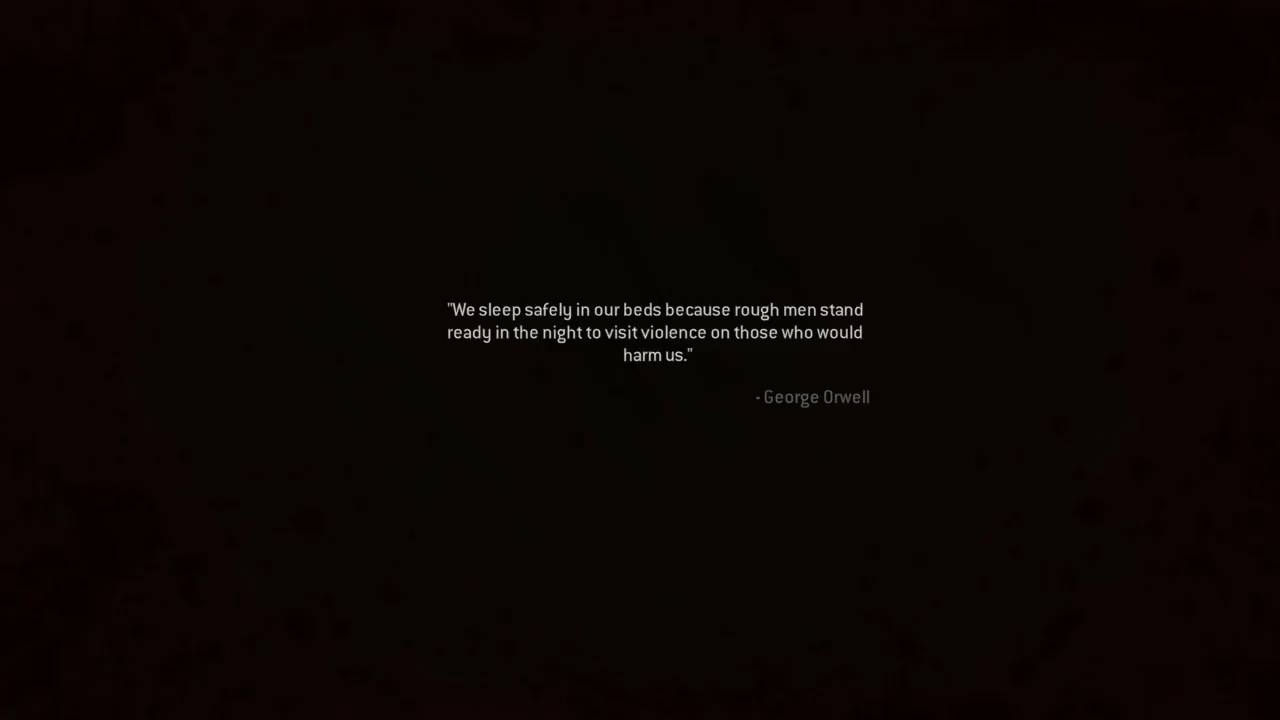 "We sleep safely in our beds because rough men stand
ready in the night to visit violence on those who would
harm us."
- George Orwell